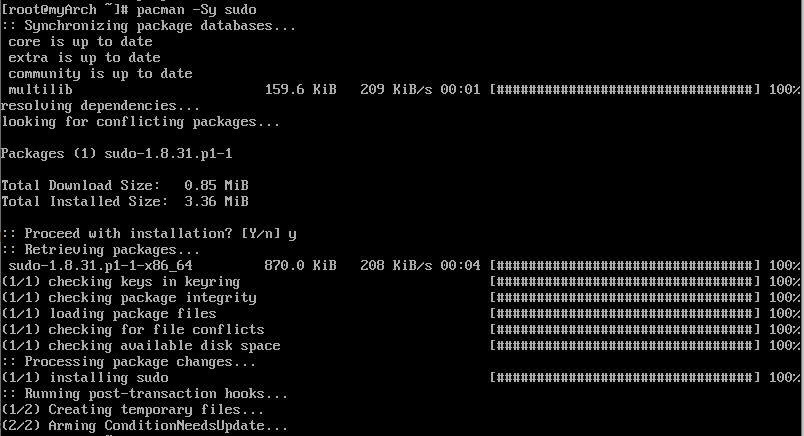 [root@myArch ~]# pacman -Sy sudo
:: Synchronizing package databases...
 core is up to date
 extra is up to date
 community is up to date
 multilib                        159.6 KiB   209 KiB/s 00:01 [################################] 100%
resolving dependencies...
looking for conflicting packages...

Packages (1) sudo-1.8.31.p1-1

Total Download Size:   0.85 MiB
Total Installed Size:  3.36 MiB

:: Proceed with installation? [Y/n] y
:: Retrieving packages...
 sudo-1.8.31.p1-1-x86_64         870.0 KiB   208 KiB/s 00:04 [################################] 100%
(1/1) checking keys in keyring                               [################################] 100%
(1/1) checking package integrity                             [################################] 100%
(1/1) loading package files                                  [################################] 100%
(1/1) checking for file conflicts                            [################################] 100%
(1/1) checking available disk space                          [################################] 100%
:: Processing package changes...
(1/1) installing sudo                                        [################################] 100%
:: Running post-transaction hooks...
(1/2) Creating temporary files...
(2/2) Arming ConditionNeedsUpdate...